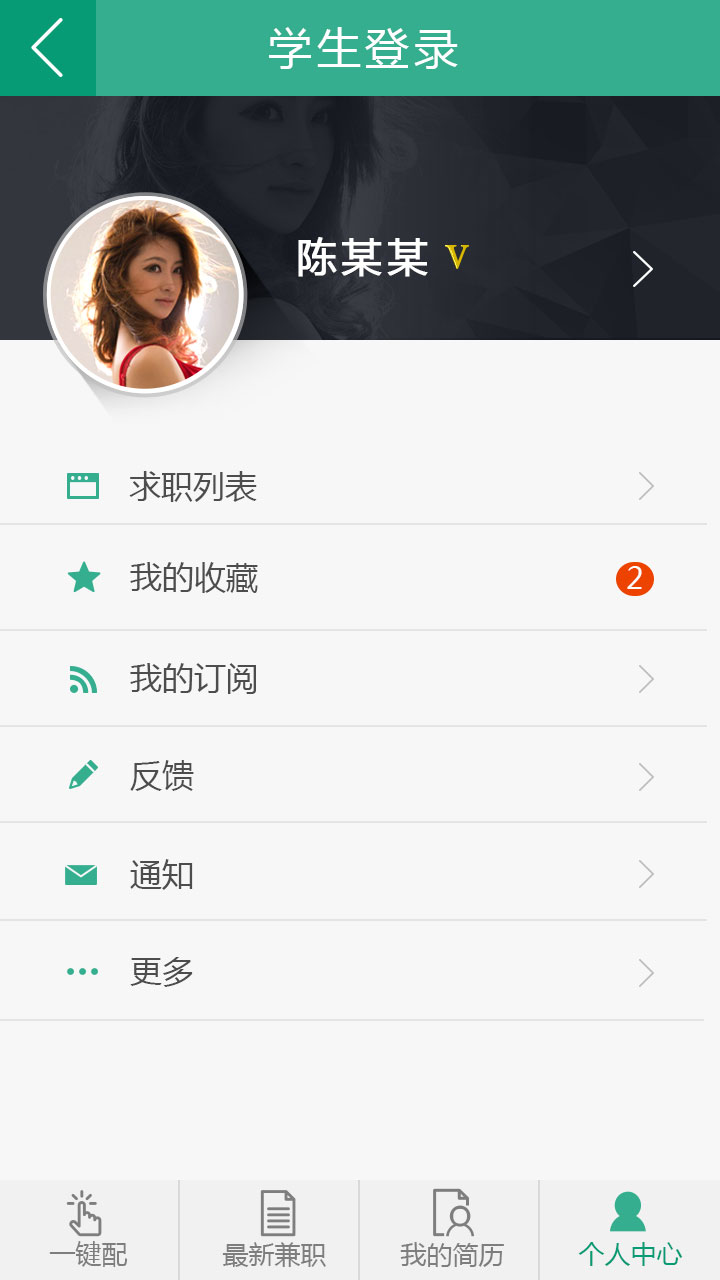 学生登录
陈某某 V
求职列表
我的收藏 2
我的订阅
反馈
通知
更多
一键配 最新兼职 我的简历 个人中心